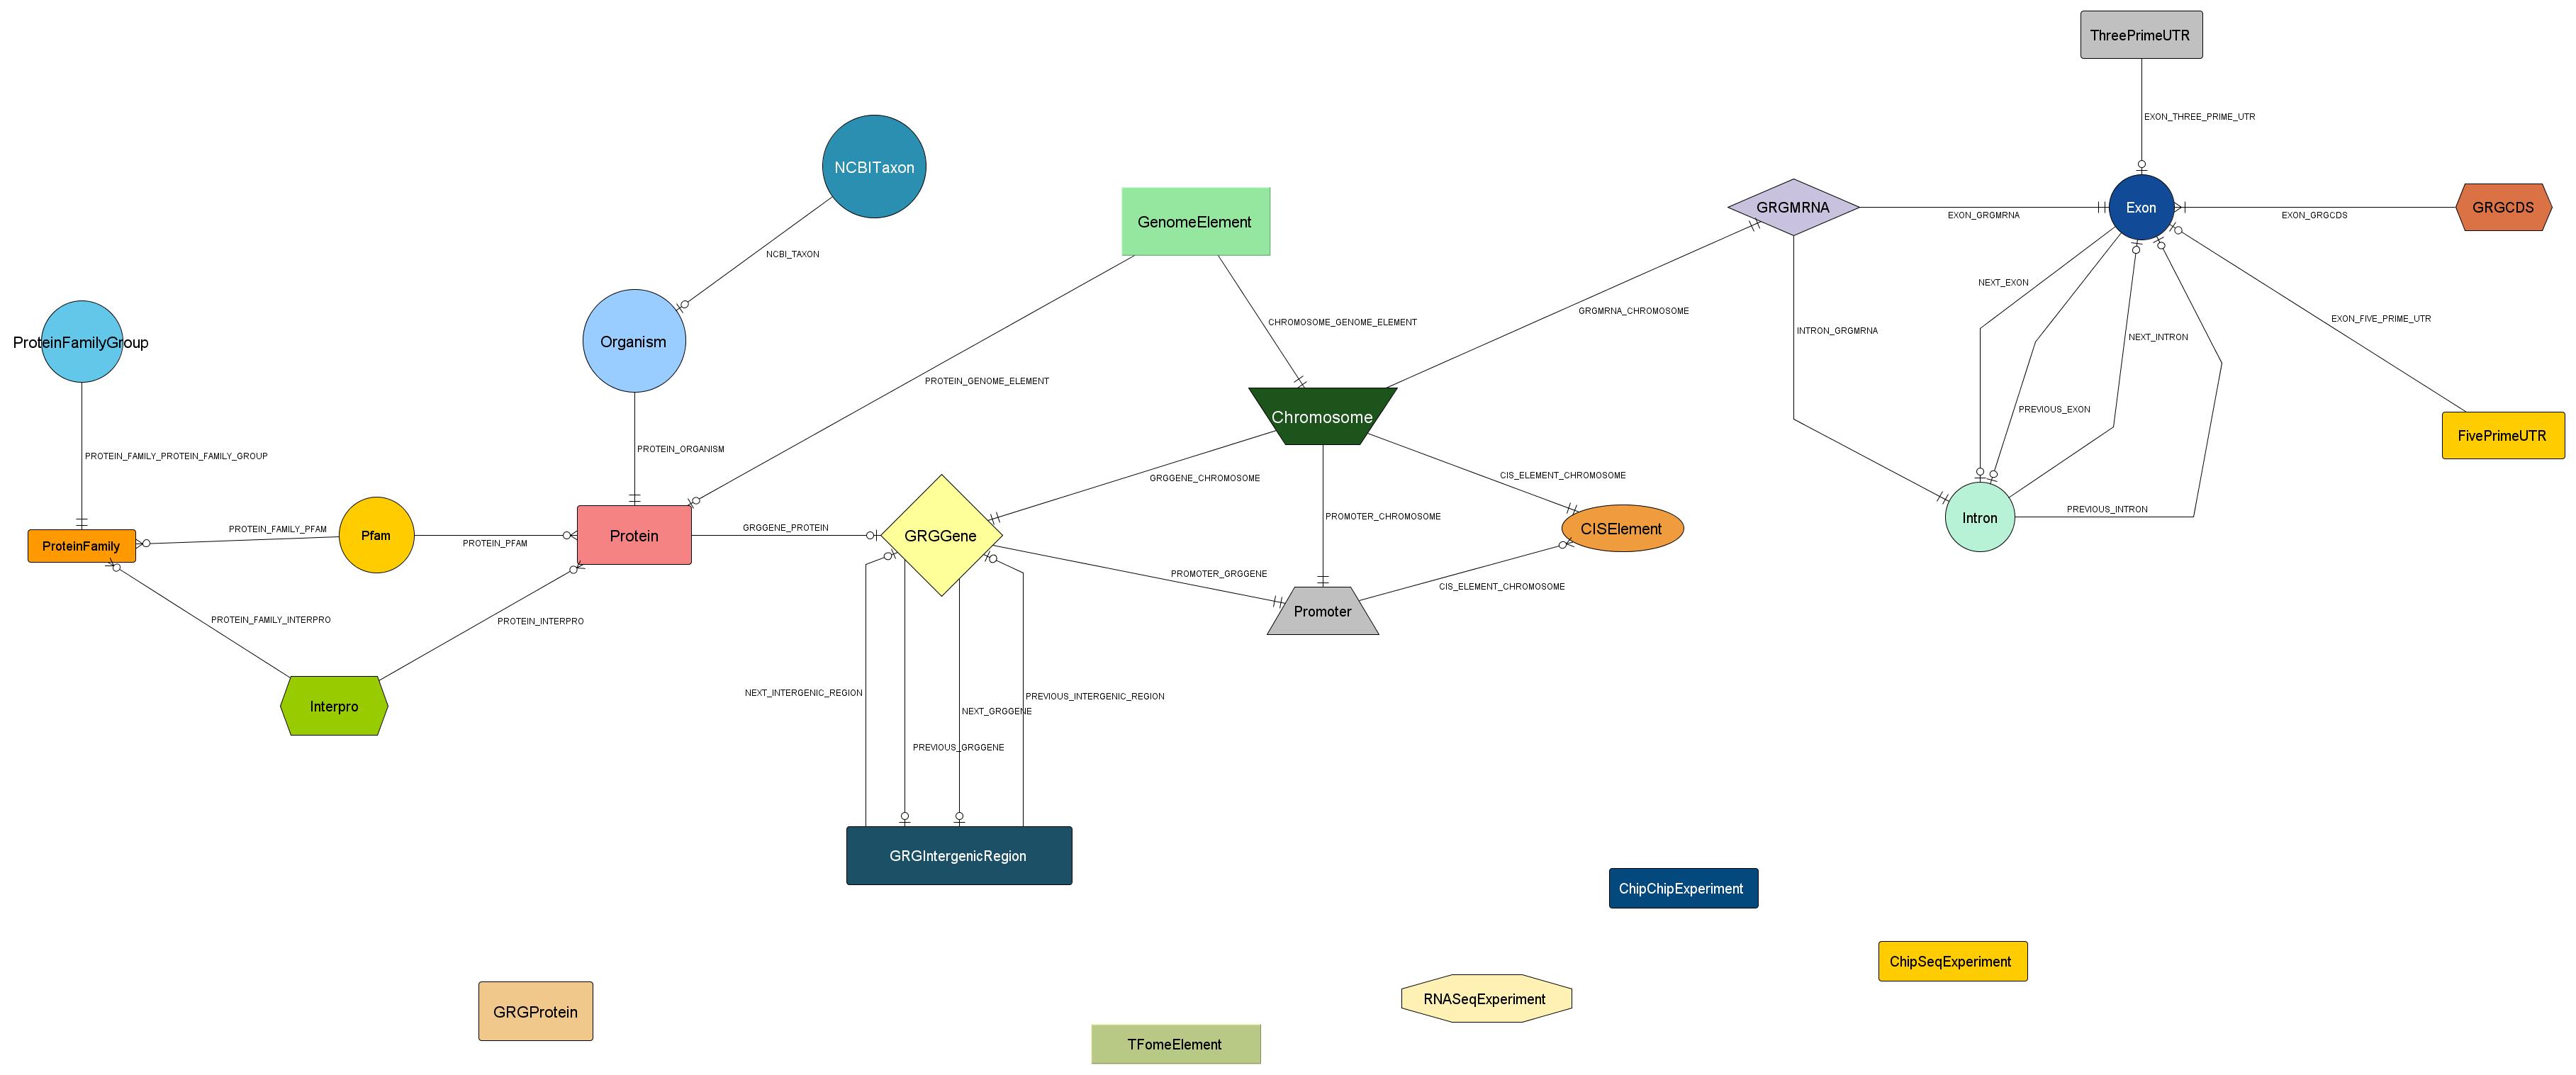 ThreePrimeUTR
EXON_THREE_PRIME_UTR
NCBITaxon
GenomeElement
GRGMRNA
EXON_GRGMRNA
Exon
EXON_GRGCDS
GRGCDS
NCBI_TAXON
NEXT_EXON
GRGMRNA_CHROMOSOME
EXON_FIVE_PRIME_UTR
CHROMOSOME_GENOME_ELEMENT
INTRON_GRGMRNA
NEXT_INTRON
ProteinFamilyGroup
Organism
PROTEIN_GENOME_ELEMENT
PREVIOUS_EXON
Chromosome
FivePrimeUTR
PROTEIN_FAMILY_PROTEIN_FAMILY_GROUP
PROTEIN_ORGANISM
GRGGENE_CHROMOSOME
CIS_ELEMENT_CHROMOSOME
PREVIOUS_INTRON
PROMOTER_CHROMOSOME
Intron
PROTEIN_FAMILY_PFAM
GRGGENE_PROTEIN
CISElement
ProteinFamily
Pfam
PROTEIN_PFAM
Protein
GRGGene
PROMOTER_GRGGENE
CIS_ELEMENT_CHROMOSOME
Promoter
PROTEIN_FAMILY_INTERPRO
PROTEIN_INTERPRO
NEXT_INTERGENIC_REGION
PREVIOUS_INTERGENIC_REGION
Interpro
NEXT_GRGGENE
PREVIOUS_GRGGENE
GRGIntergenicRegion
ChipChipExperiment
ChipSeqExperiment
RNASeqExperiment
GRGProtein
TFomeElement